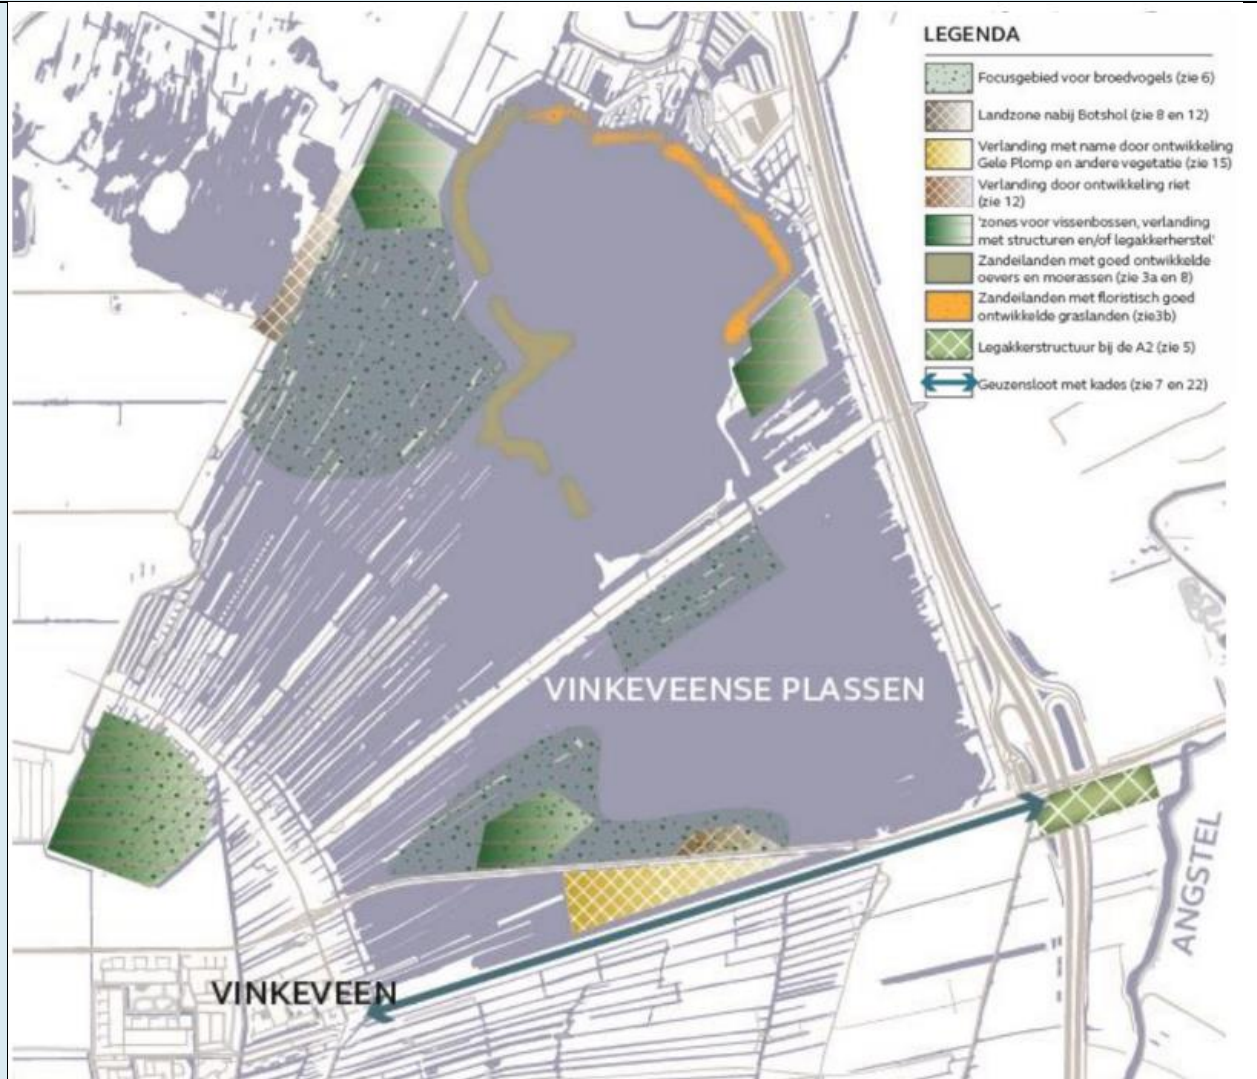 LEGENDA
Focusgebied voor broedvogels (zie 6)
Landzone nabij Botshol (zie 8 en 12)
Verlanding met name door ontwikkeling
Gele Plomp en andere vegetatie (zie 15)
Verlanding door ontwikkeling riet
(zie 12)
'zones voor vissenbossen, verlanding
met structuren en/of legakkerherstel'
Zandeilanden met goed ontwikkelde
oevers en moerassen (zie 3a en 8)
Zandeilanden met floristisch goed
ontwikkelde graslanden (zie3b)
Legakkerstructuur bij de A2 (zie 5)
Geuzensloot met kades (zie 7 en 22)
VINKEVEENSE PLASSEN
ANGSTEL
VINKEVEEN